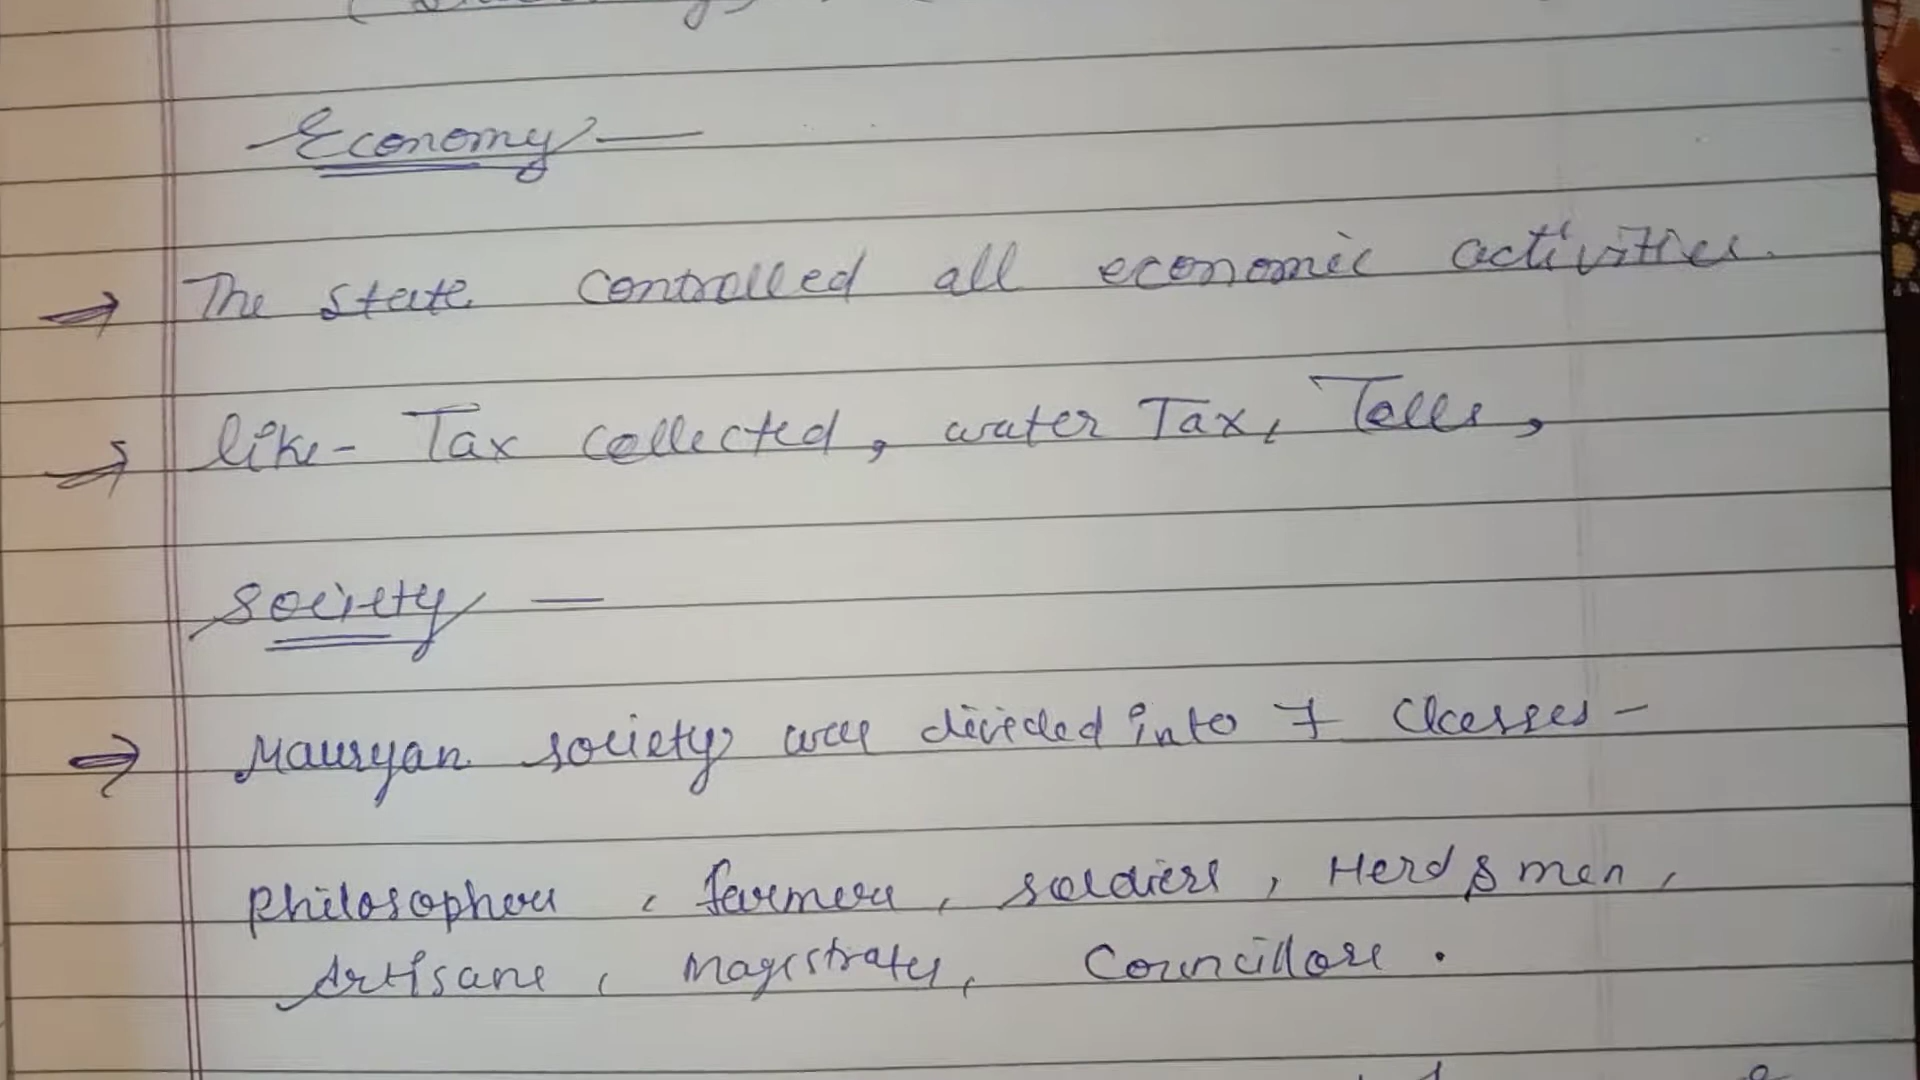 Economy —
→ The state controlled all economic activities.
→ like - Tax collected, water Tax, Tolls,
Society —
⇒ Mauryan society was divided into 7 classes -
Philosophers, farmers, soldiers, Herdsmen,
Artisans, Magistrates, Councillors.